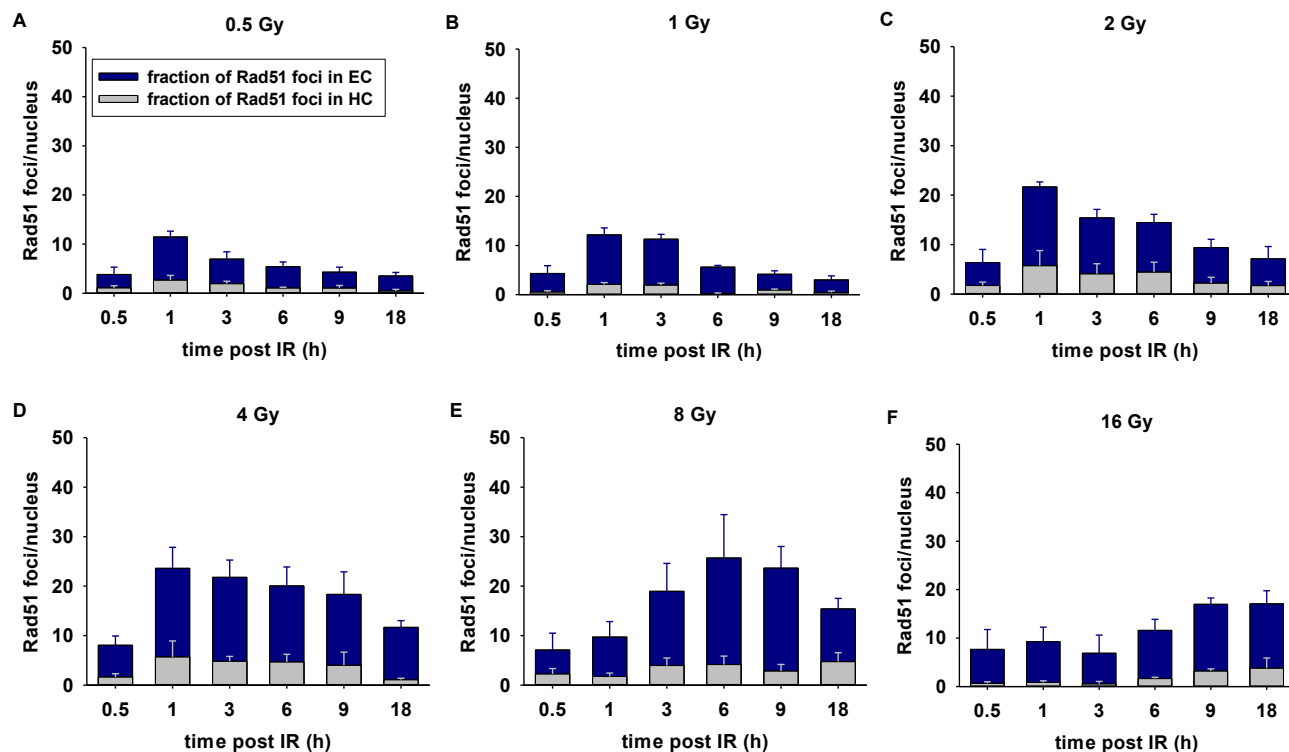 A
0.5 Gy
50
40
30
20
10
0
Rad51 foci/nucleus
fraction of Rad51 foci in EC
fraction of Rad51 foci in HC
0.5 1 3 6 9 18
time post IR (h)
B
1 Gy
50
40
30
20
10
0
Rad51 foci/nucleus
0.5 1 3 6 9 18
time post IR (h)
C
2 Gy
50
40
30
20
10
0
Rad51 foci/nucleus
0.5 1 3 6 9 18
time post IR (h)
D
4 Gy
50
40
30
20
10
0
Rad51 foci/nucleus
0.5 1 3 6 9 18
time post IR (h)
E
8 Gy
50
40
30
20
10
0
Rad51 foci/nucleus
0.5 1 3 6 9 18
time post IR (h)
F
16 Gy
50
40
30
20
10
0
Rad51 foci/nucleus
0.5 1 3 6 9 18
time post IR (h)